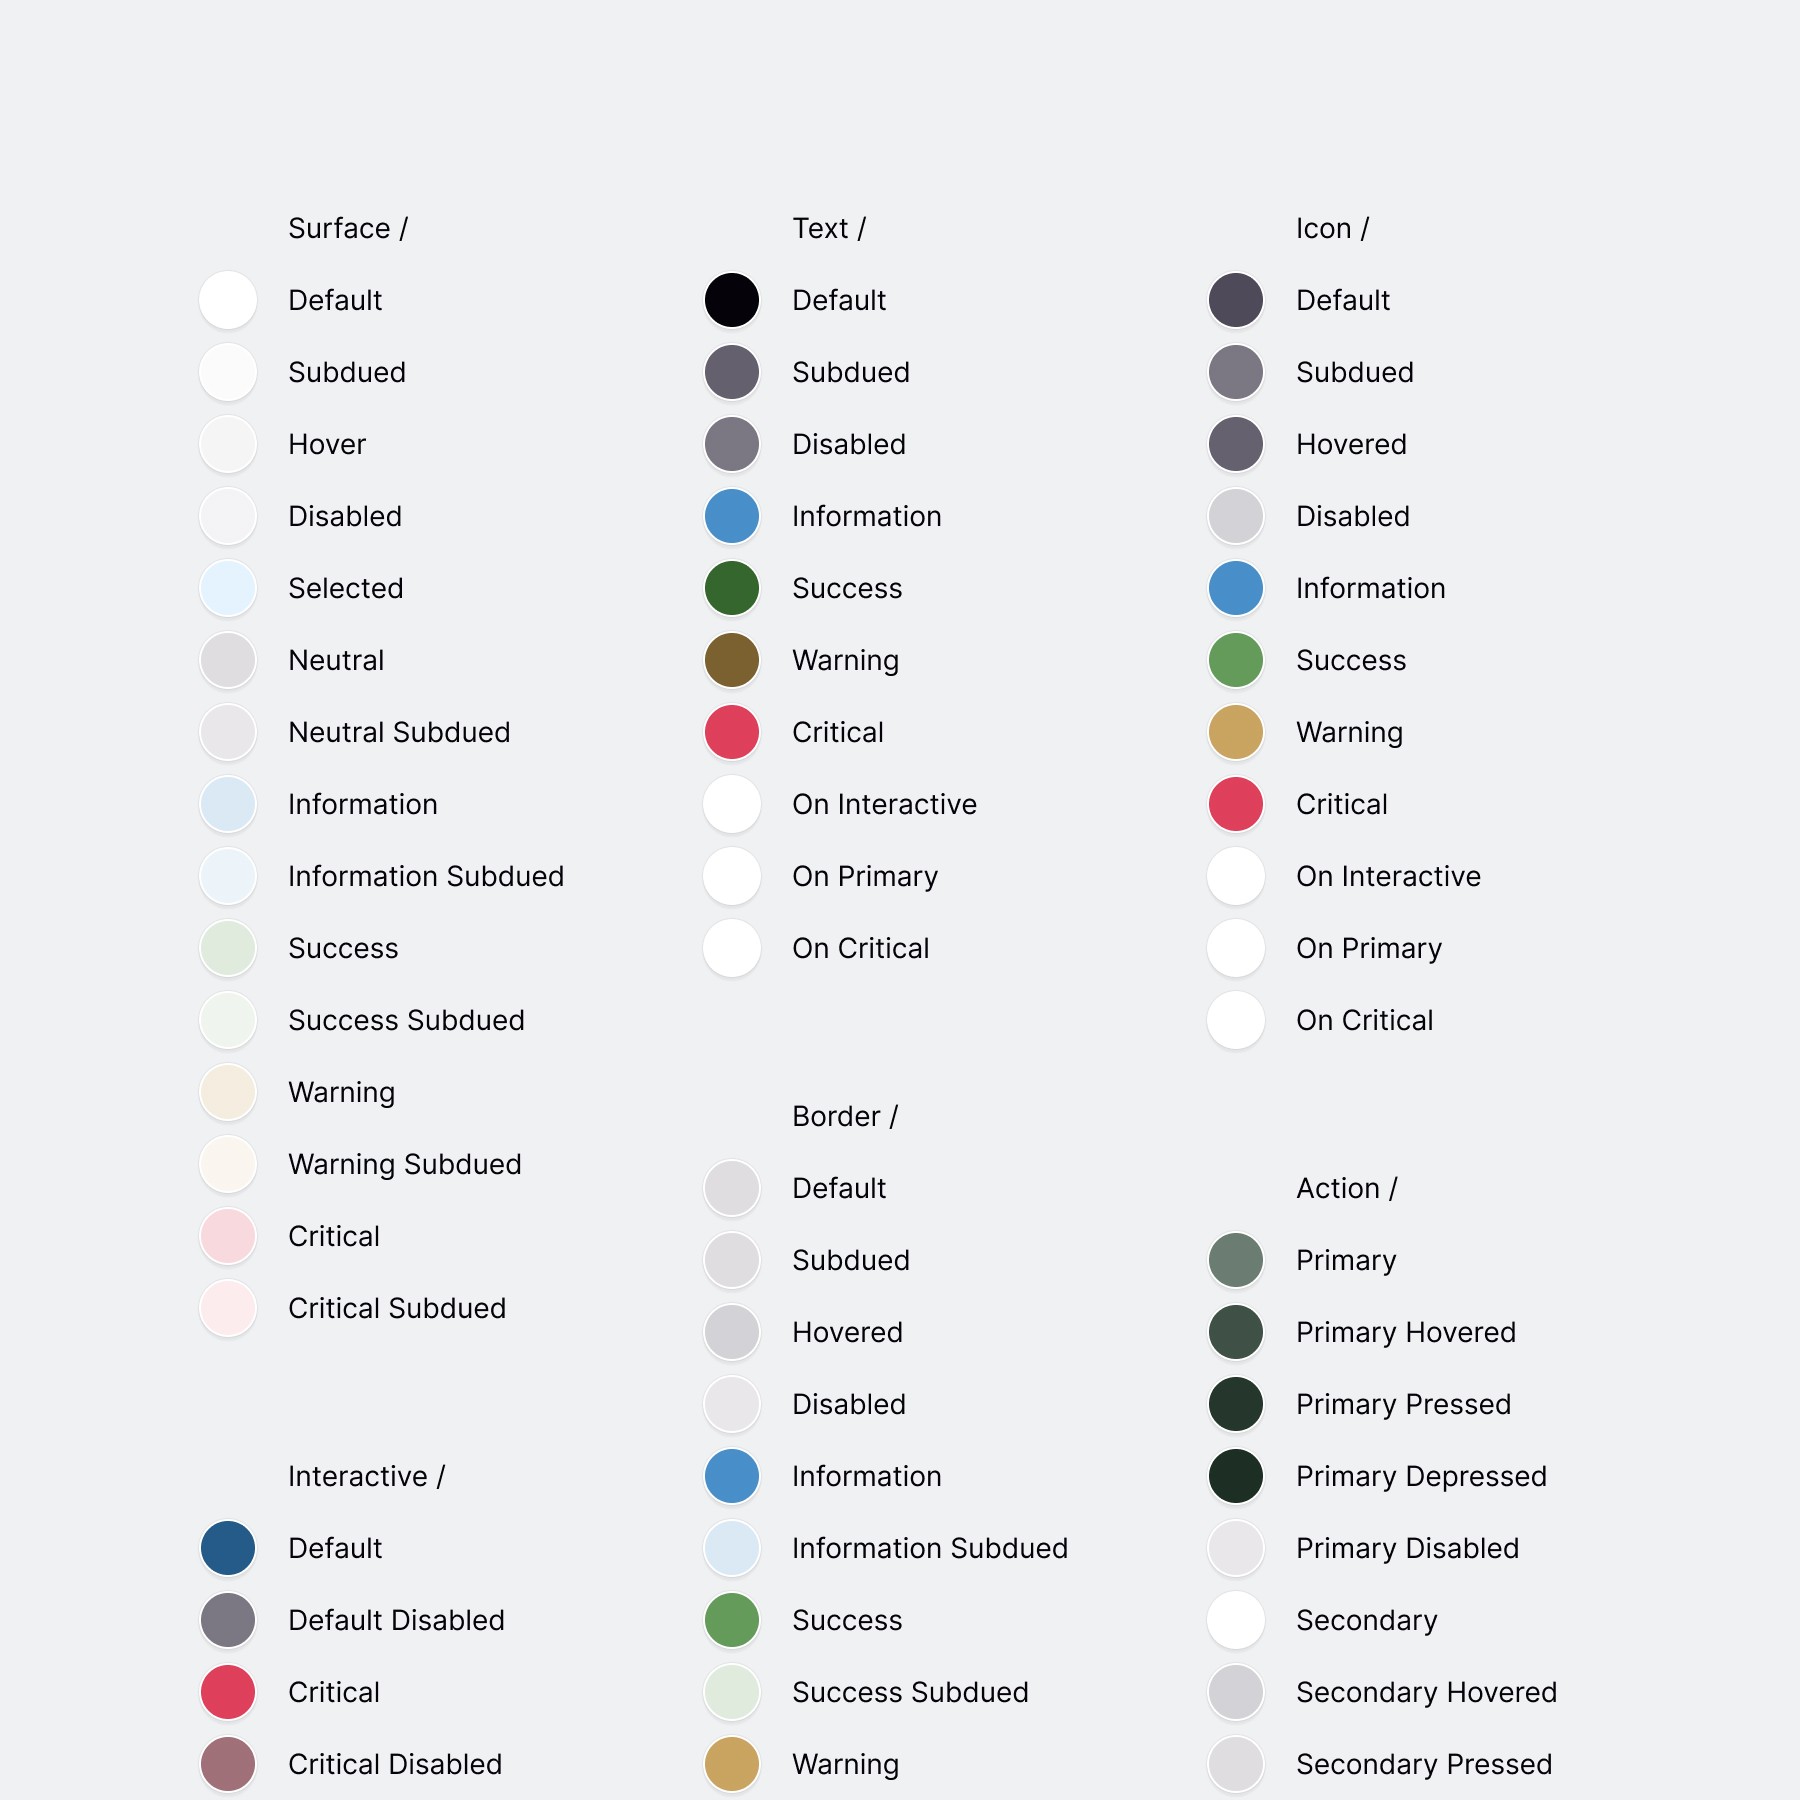 Surface /
Default
Subdued
Hover
Disabled
Selected
Neutral
Neutral Subdued
Information
Information Subdued
Success
Success Subdued
Warning
Warning Subdued
Critical
Critical Subdued
Interactive /
Default
Default Disabled
Critical
Critical Disabled
Text /
Default
Subdued
Disabled
Information
Success
Warning
Critical
On Interactive
On Primary
On Critical
Border /
Default
Subdued
Hovered
Disabled
Information
Information Subdued
Success
Success Subdued
Warning
Icon /
Default
Subdued
Hovered
Disabled
Information
Success
Warning
Critical
On Interactive
On Primary
On Critical
Action /
Primary
Primary Hovered
Primary Pressed
Primary Depressed
Primary Disabled
Secondary
Secondary Hovered
Secondary Pressed